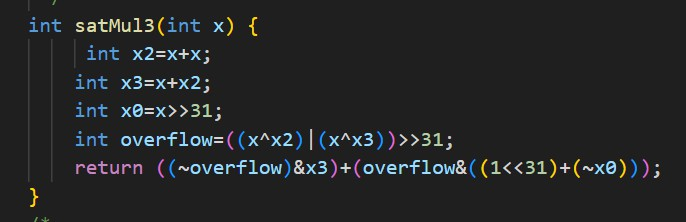 int satMul3(int x) {
int x2=x+x;
int x3=x+x2;
int x0=x>>31;
int overflow=((x^x2)|(x^x3))>>31;
return ((~overflow)&x3)+(overflow&((1<<31)+(~x0)));
}
/*